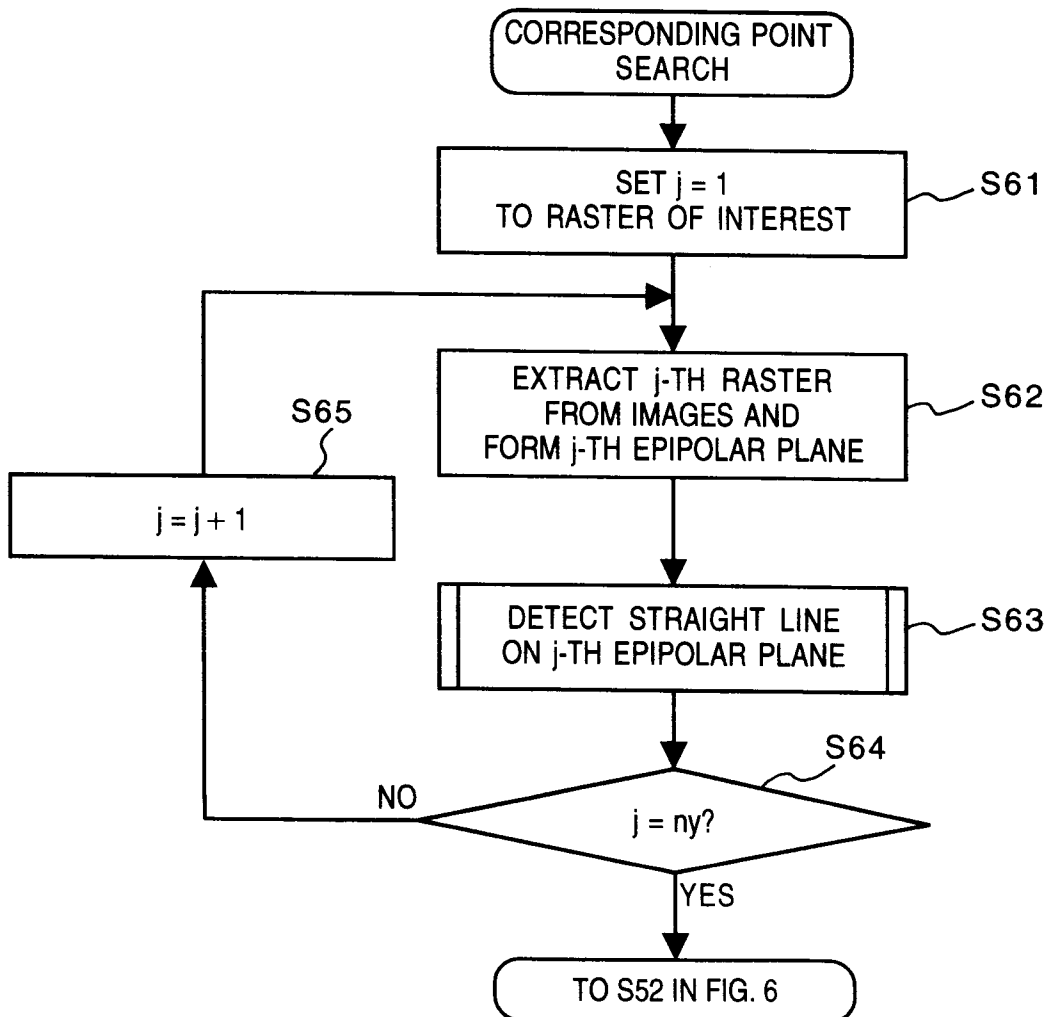 CORRESPONDING POINT
SEARCH
SET j = 1
TO RASTER OF INTEREST
S61
EXTRACT j-TH RASTER
FROM IMAGES AND
FORM j-TH EPIPOLAR PLANE
S62
S65
j = j + 1
DETECT STRAIGHT LINE
ON j-TH EPIPOLAR PLANE
S63
S64
NO
j = ny?
YES
TO S52 IN FIG. 6